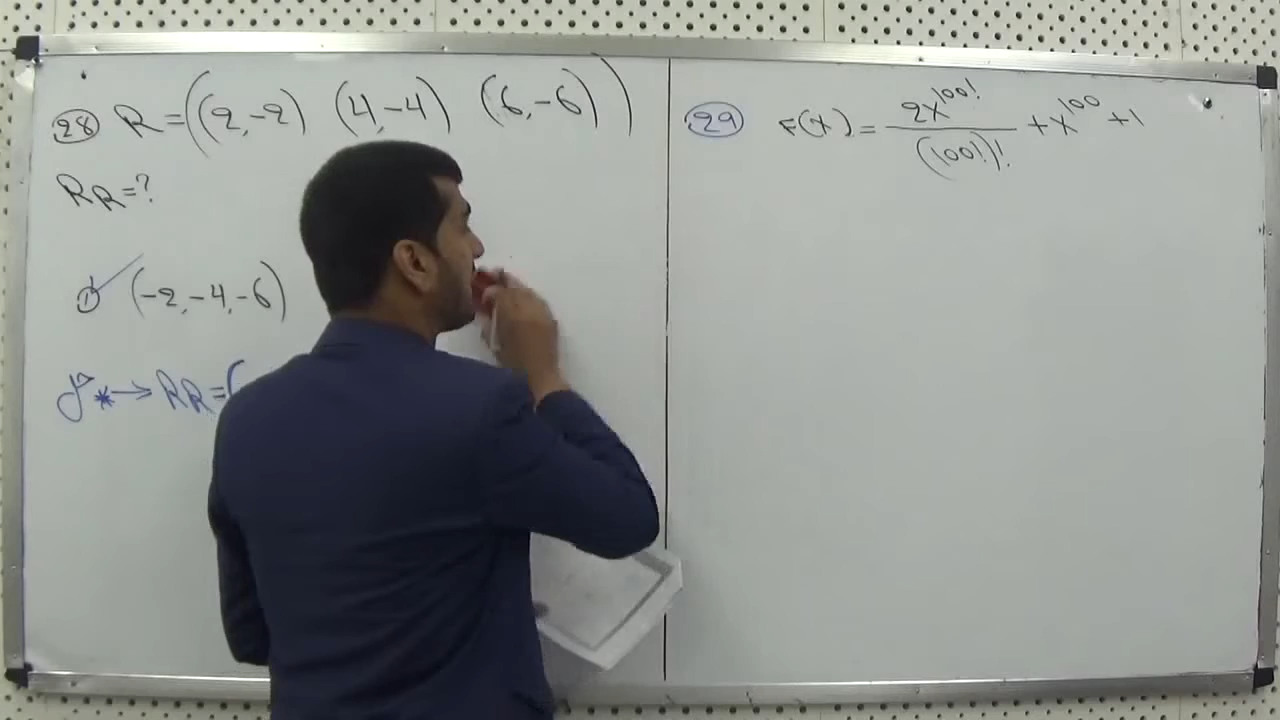 28 R=((2,-2) (4,-4) (6,-6))
RR=?
1 (-2,-4,-6)
→ RR=(
29 F(x)= 2x^100! / (100!)! + x^100 +1